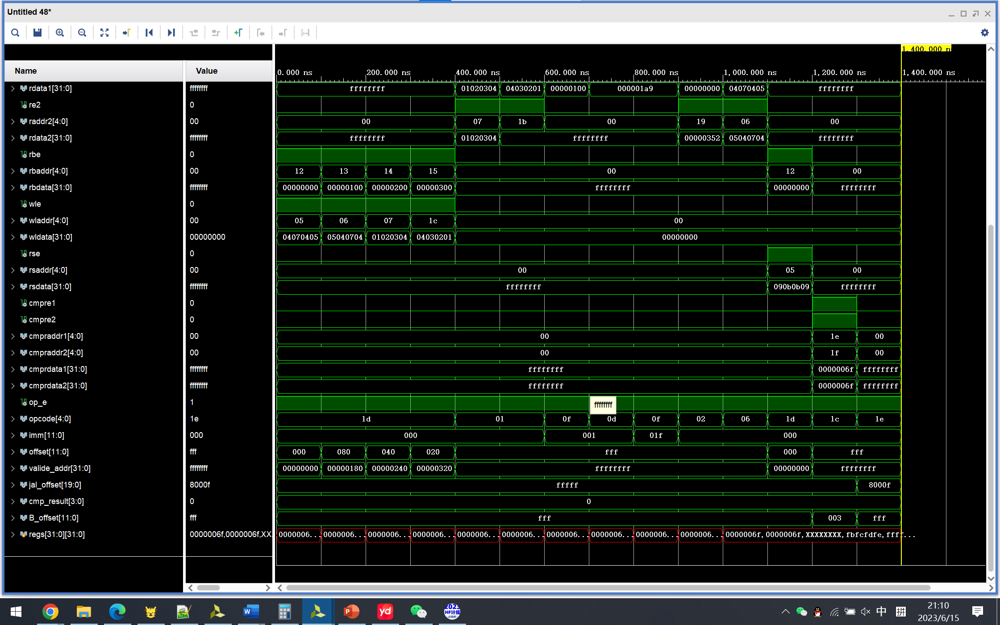 Untitled 48*
1,400.000 n
Name Value
0.000 ns 200.000 ns 400.000 ns 600.000 ns 800.000 ns 1,000.000 ns 1,200.000 ns 1,400.000 ns
rdata1[31:0] ffffffff ffffffff 01020304 04030201 00000100 000001a9 00000000 04070405 ffffffff
re2 0
raddr2[4:0] 00 00 07 1b 00 19 06 00
rdata2[31:0] ffffffff ffffffff 01020304 ffffffff 00000352 05040704 ffffffff
rbe 0
rbaddr[4:0] 00 12 13 14 15 00 12 00
rbdata[31:0] ffffffff 00000000 00000100 00000200 00000300 ffffffff 00000000 ffffffff
wle 0
wladdr[4:0] 00 05 06 07 1c 00
wldata[31:0] 00000000 04070405 05040704 01020304 04030201 00000000
rse 0
rsaddr[4:0] 00 00 05 00
rsdata[31:0] ffffffff ffffffff 090b0b09 ffffffff
cmpre1 0
cmpre2 0
cmpraddr1[4:0] 00 00 1e 00
cmpraddr2[4:0] 00 00 1f 00
cmprdata1[31:0] ffffffff ffffffff 0000006f ffffffff
cmprdata2[31:0] ffffffff ffffffff 0000006f ffffffff
op_e 1 ffffffff
opcode[4:0] 1e 1d 01 0f 0d 0f 02 06 1d 1c 1e
imm[11:0] 000 000 001 01f 000
offset[11:0] fff 000 080 040 020 fff 000 fff
valide_addr[31:0] ffffffff 00000000 00000180 00000240 00000320 ffffffff 00000000 ffffffff
jal_offset[19:0] 8000f fffff 8000f
cmp_result[3:0] 0 0
B_offset[11:0] fff fff 003 fff
regs[31:0][31:0] 0000006f,0000006f,XX. 0000006... 0000006... 0000006... 0000006... 0000006... 0000006... 0000006... 0000006... 0000006... 0000006... 0000006f,0000006f,XXXXXXXX,fbfcfdfe,ffff...
W P yd 2023 HF计组 中 拼
21:10
2023/6/15